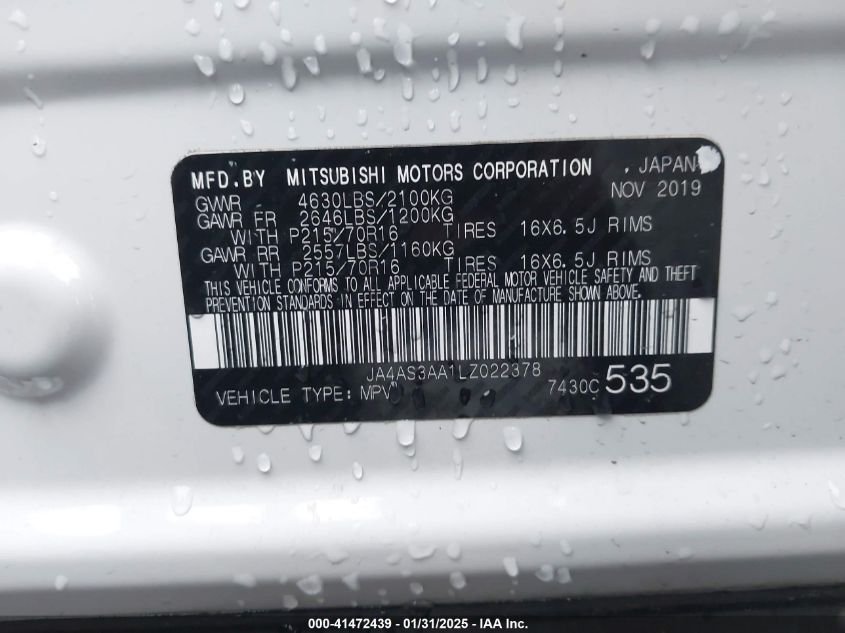 MFD.BY MITSUBISHI MOTORS CORPORATION , JAPAN
NOV 2019
GVWR 4630LBS/2100KG
GAWR FR 2646LBS/1200KG
WITH P215/70R16 TIRES 16X6.5J RIMS
GAWR RR 2557LBS/1160KG
WITH P215/70R16 TIRES 16X6.5J RIMS
THIS VEHICLE CONFORMS TO ALL APPLICABLE FEDERAL MOTOR VEHICLE SAFETY AND THEFT
PREVENTION STANDARDS IN EFFECT ON THE DATE OF MANUFACTURE SHOWN ABOVE.
JA4AS3AA1LZ022378
VEHICLE TYPE: MPV 7430C 535
000-41472439 - 01/31/2025 - IAA Inc.